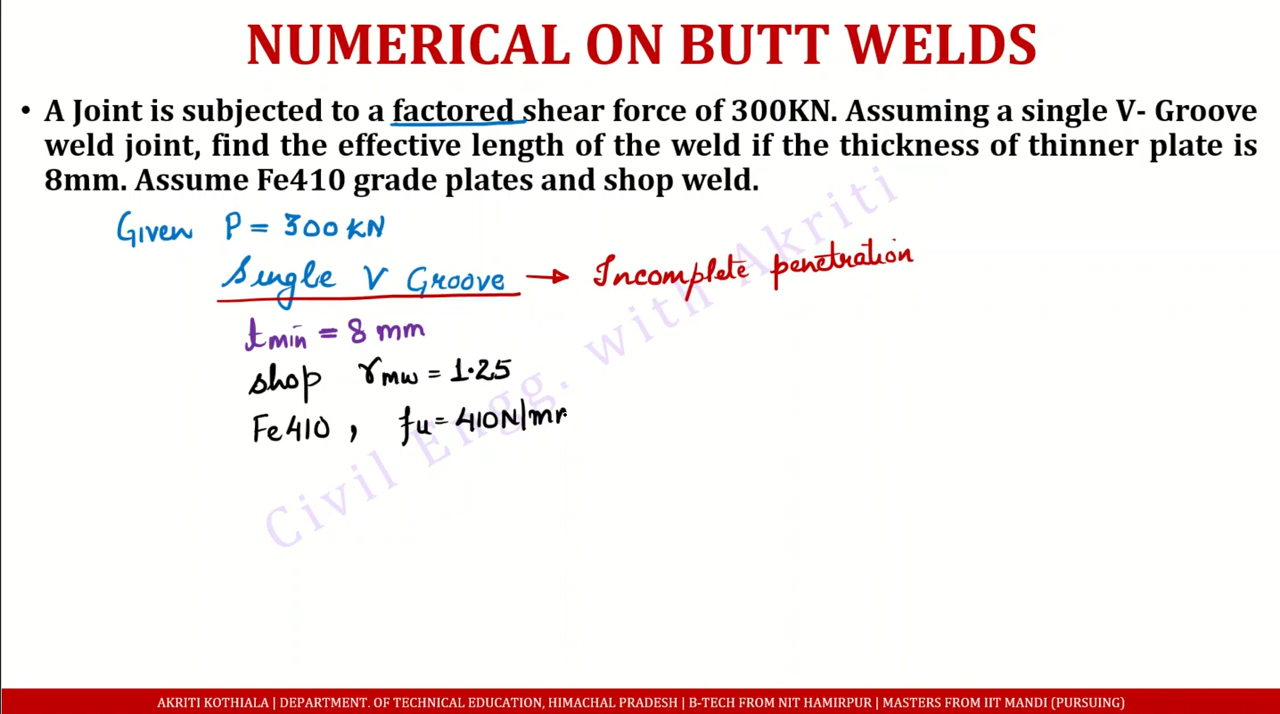 NUMERICAL ON BUTT WELDS
• A Joint is subjected to a factored shear force of 300KN. Assuming a single V- Groove
weld joint, find the effective length of the weld if the thickness of thinner plate is
8mm. Assume Fe410 grade plates and shop weld.
Given P = 300 KN
Single V Groove → Incomplete penetration
tmin = 8 mm
shop γmw = 1.25
Fe410 , fu = 410N/mm
Civil Engg. with Akriti
AKRITI KOTHIALA | DEPARTMENT. OF TECHNICAL EDUCATION, HIMACHAL PRADESH | B-TECH FROM NIT HAMIRPUR | MASTERS FROM IIT MANDI (PURSUING)